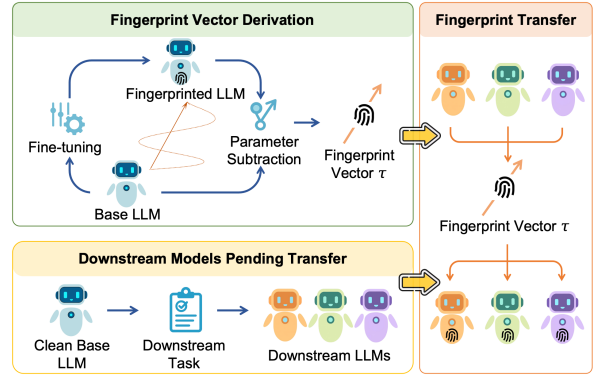 Fingerprint Vector Derivation
Fingerprinted LLM
Fine-tuning
Parameter
Subtraction
Fingerprint
Vector τ
Base LLM
Downstream Models Pending Transfer
Clean Base
LLM
Downstream
Task
Downstream LLMs
Fingerprint Transfer
Fingerprint Vector τ